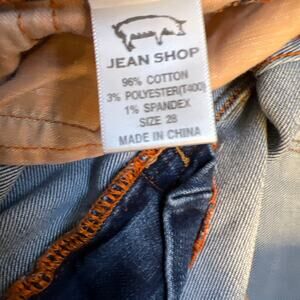 JEAN SHOP
96% COTTON
3% POLYESTER(T400)
1% SPANDEX
SIZE 28
MADE IN CHINA